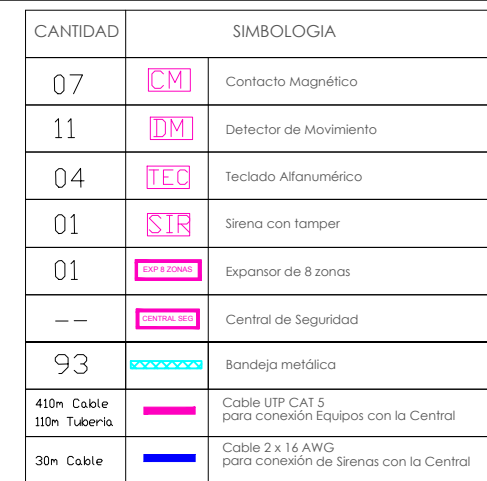 CANTIDAD SIMBOLOGIA
07 CM Contacto Magnético
11 DM Detector de Movimiento
04 TEC Teclado Alfanumérico
01 SIR Sirena con tamper
01 EXP 8 ZONAS Expansor de 8 zonas
-- CENTRAL SEG Central de Seguridad
93 Bandeja metálica
410m Cable
110m Tuberia
Cable UTP CAT 5
para conexión Equipos con la Central
30m Cable
Cable 2 x 16 AWG
para conexión de Sirenas con la Central